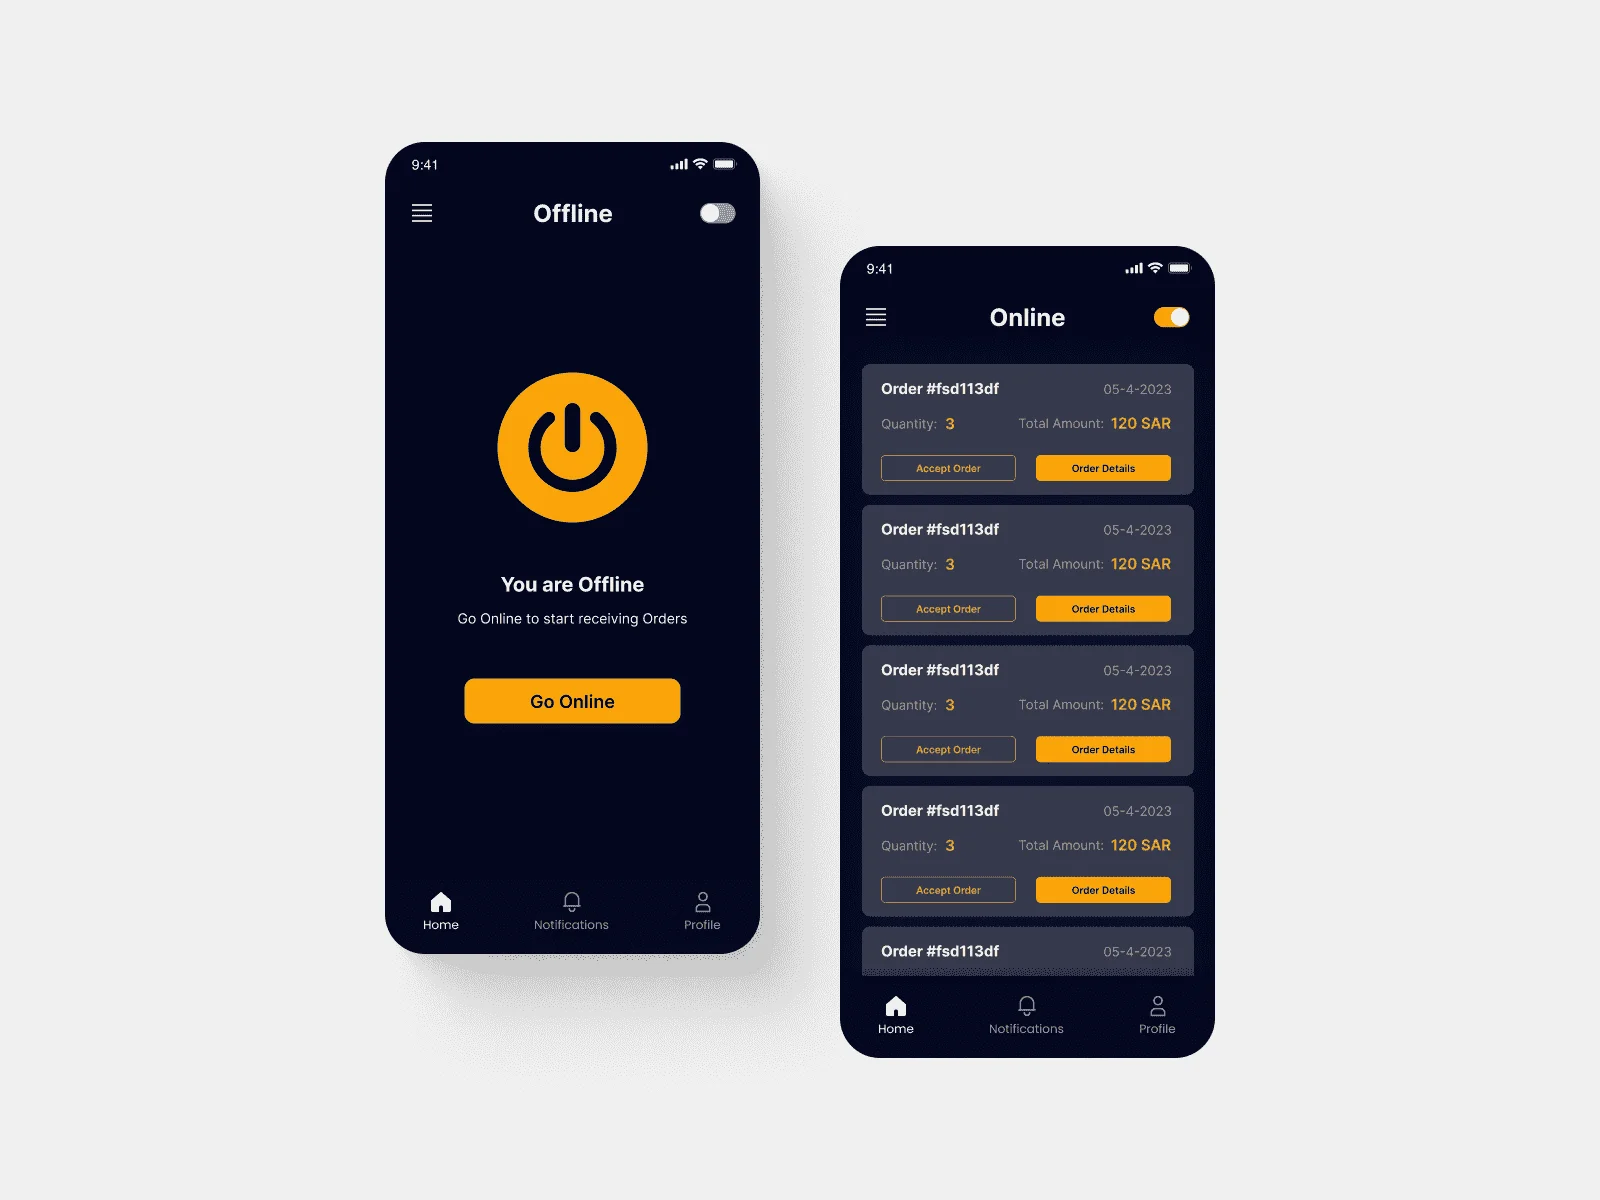 9:41
Offline
You are Offline
Go Online to start receiving Orders
Go Online
Home Notifications Profile
9:41
Online
Order #fsd113df 05-4-2023
Quantity: 3 Total Amount: 120 SAR
Accept Order Order Details
Order #fsd113df 05-4-2023
Quantity: 3 Total Amount: 120 SAR
Accept Order Order Details
Order #fsd113df 05-4-2023
Quantity: 3 Total Amount: 120 SAR
Accept Order Order Details
Order #fsd113df 05-4-2023
Quantity: 3 Total Amount: 120 SAR
Accept Order Order Details
Order #fsd113df 05-4-2023
Home Notifications Profile